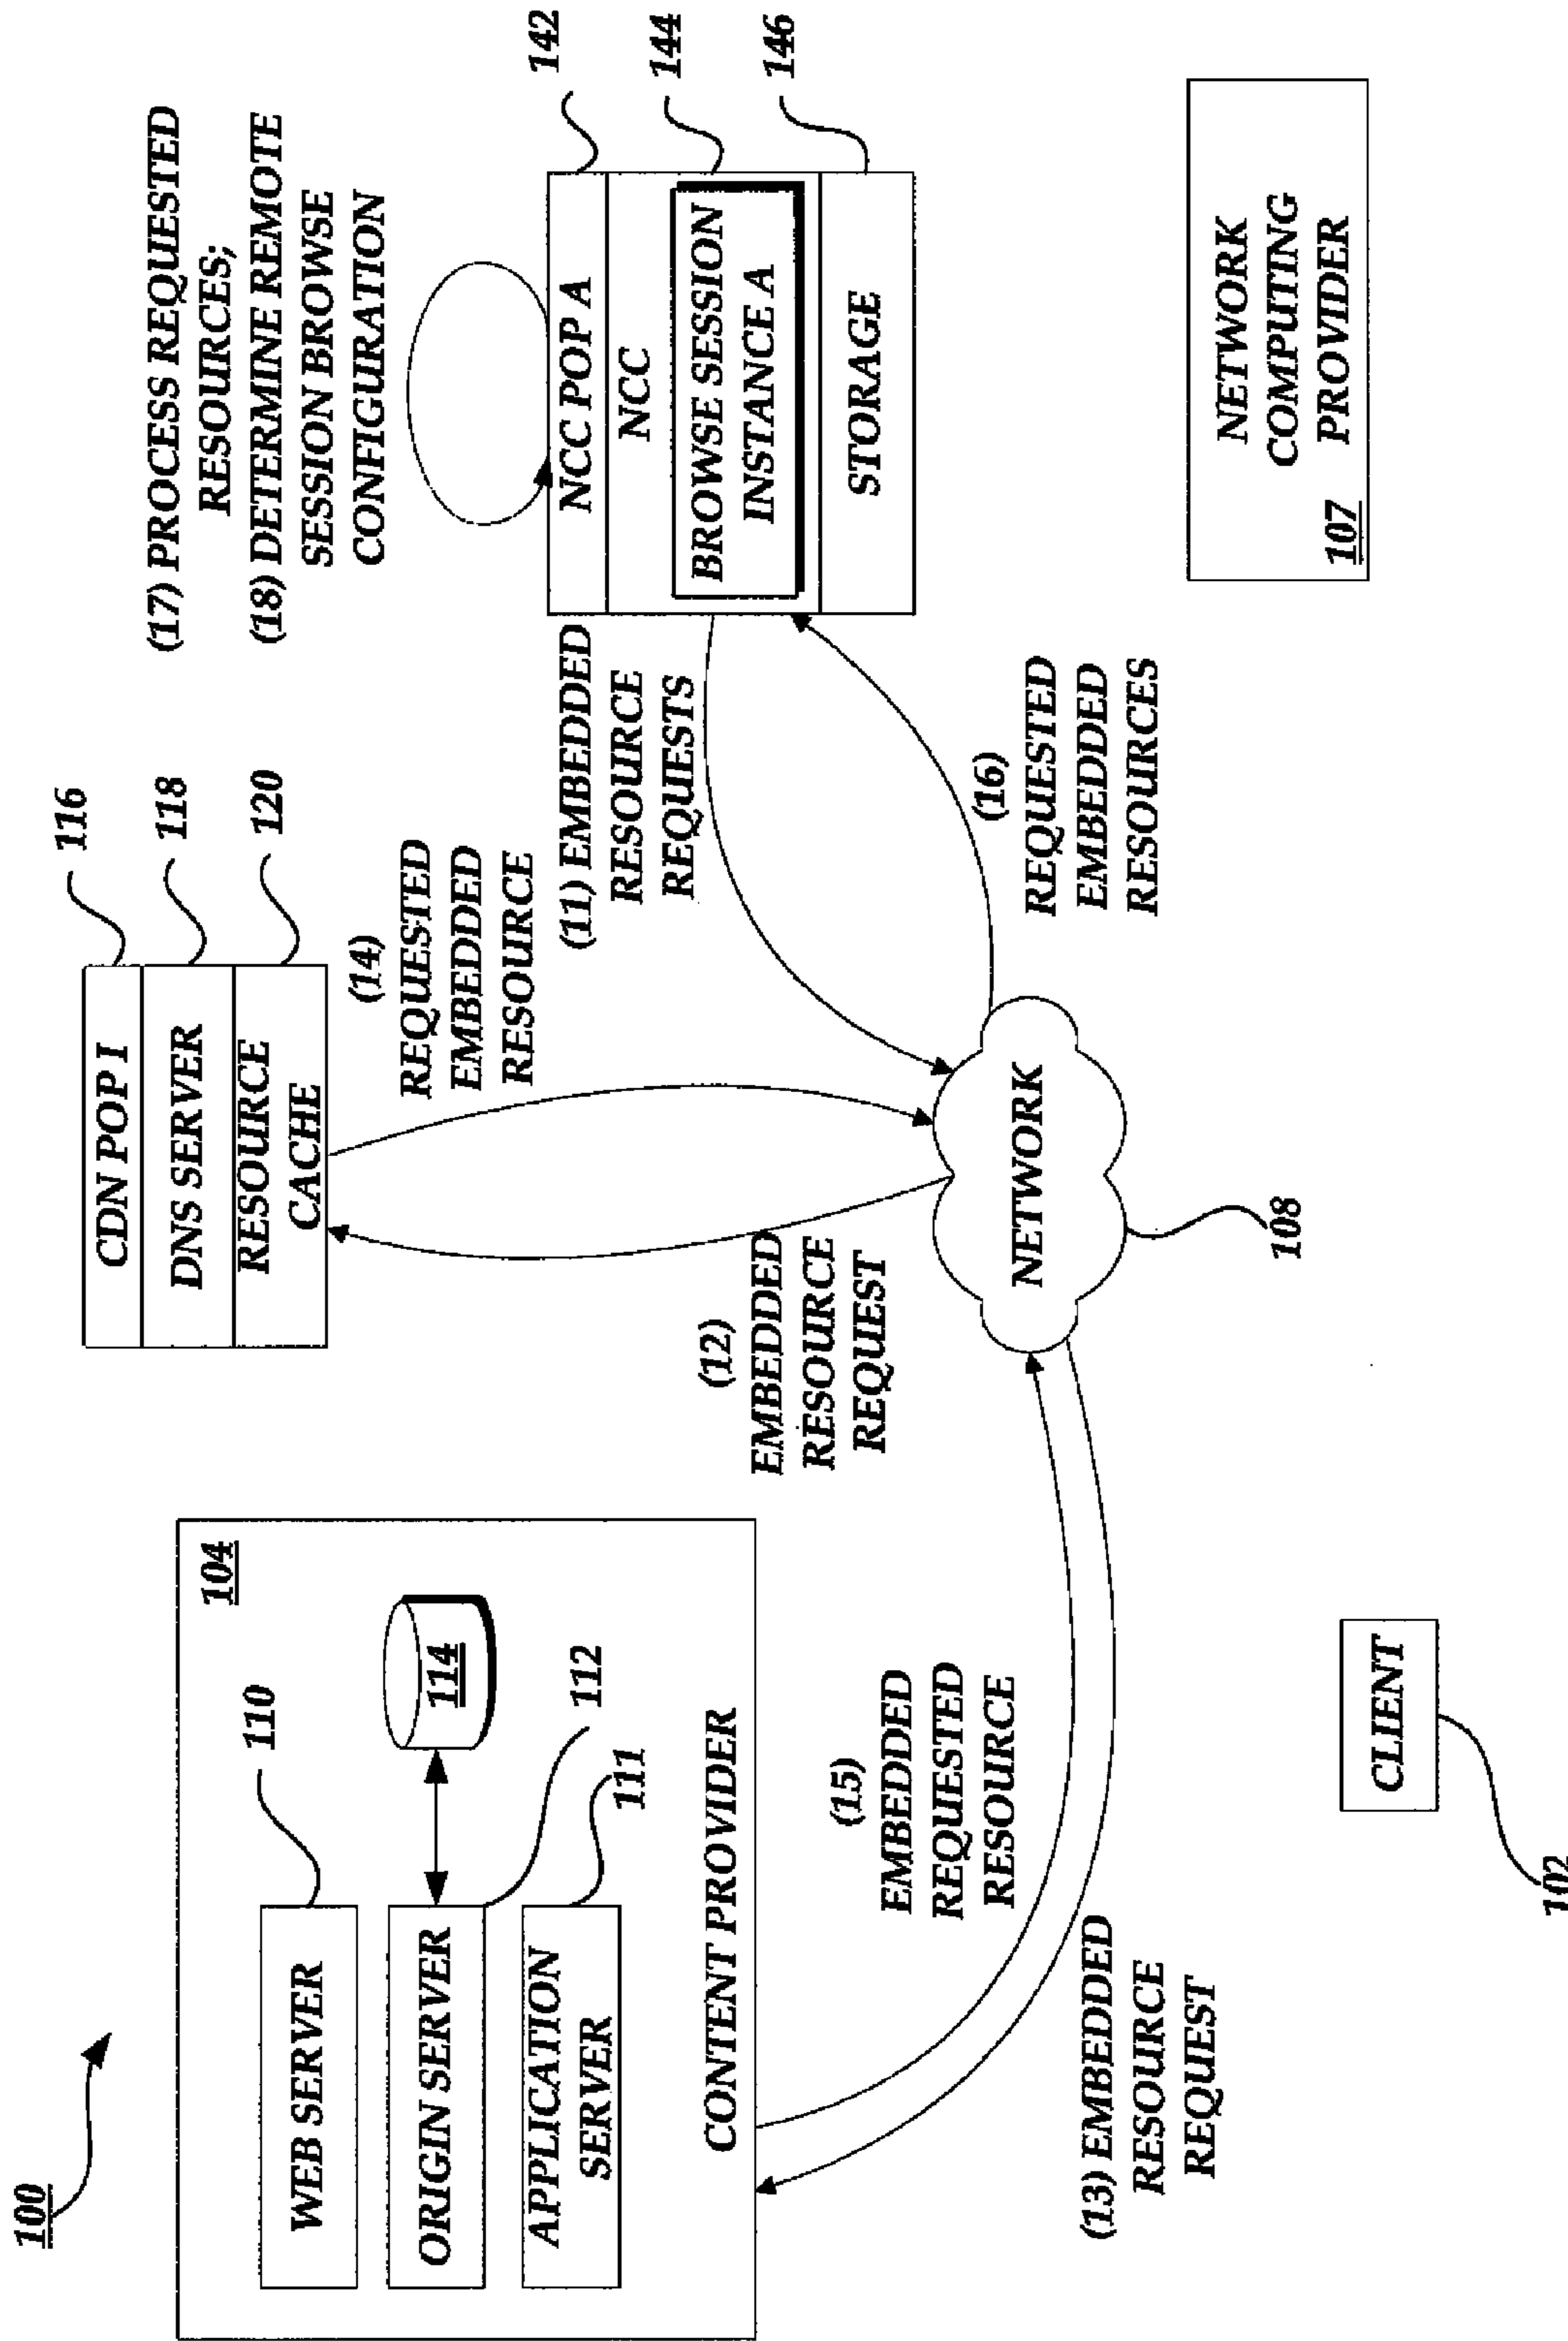 100
104
WEB SERVER
110
ORIGIN SERVER
114
112
APPLICATION
SERVER
111
CONTENT PROVIDER
CDN POP I
116
DNS SERVER
118
RESOURCE
CACHE
120
(17) PROCESS REQUESTED
RESOURCES;
(18) DETERMINE REMOTE
SESSION BROWSE
CONFIGURATION
(14)
REQUESTED
EMBEDDED
RESOURCE
(11) EMBEDDED
RESOURCE
REQUESTS
NCC POP A
142
NCC
144
BROWSE SESSION
INSTANCE A
STORAGE
146
(12)
EMBEDDED
RESOURCE
REQUEST
(15)
EMBEDDED
REQUESTED
RESOURCE
NETWORK
108
(16)
REQUESTED
EMBEDDED
RESOURCES
(13) EMBEDDED
RESOURCE
REQUEST
CLIENT
102
NETWORK
COMPUTING
PROVIDER
107